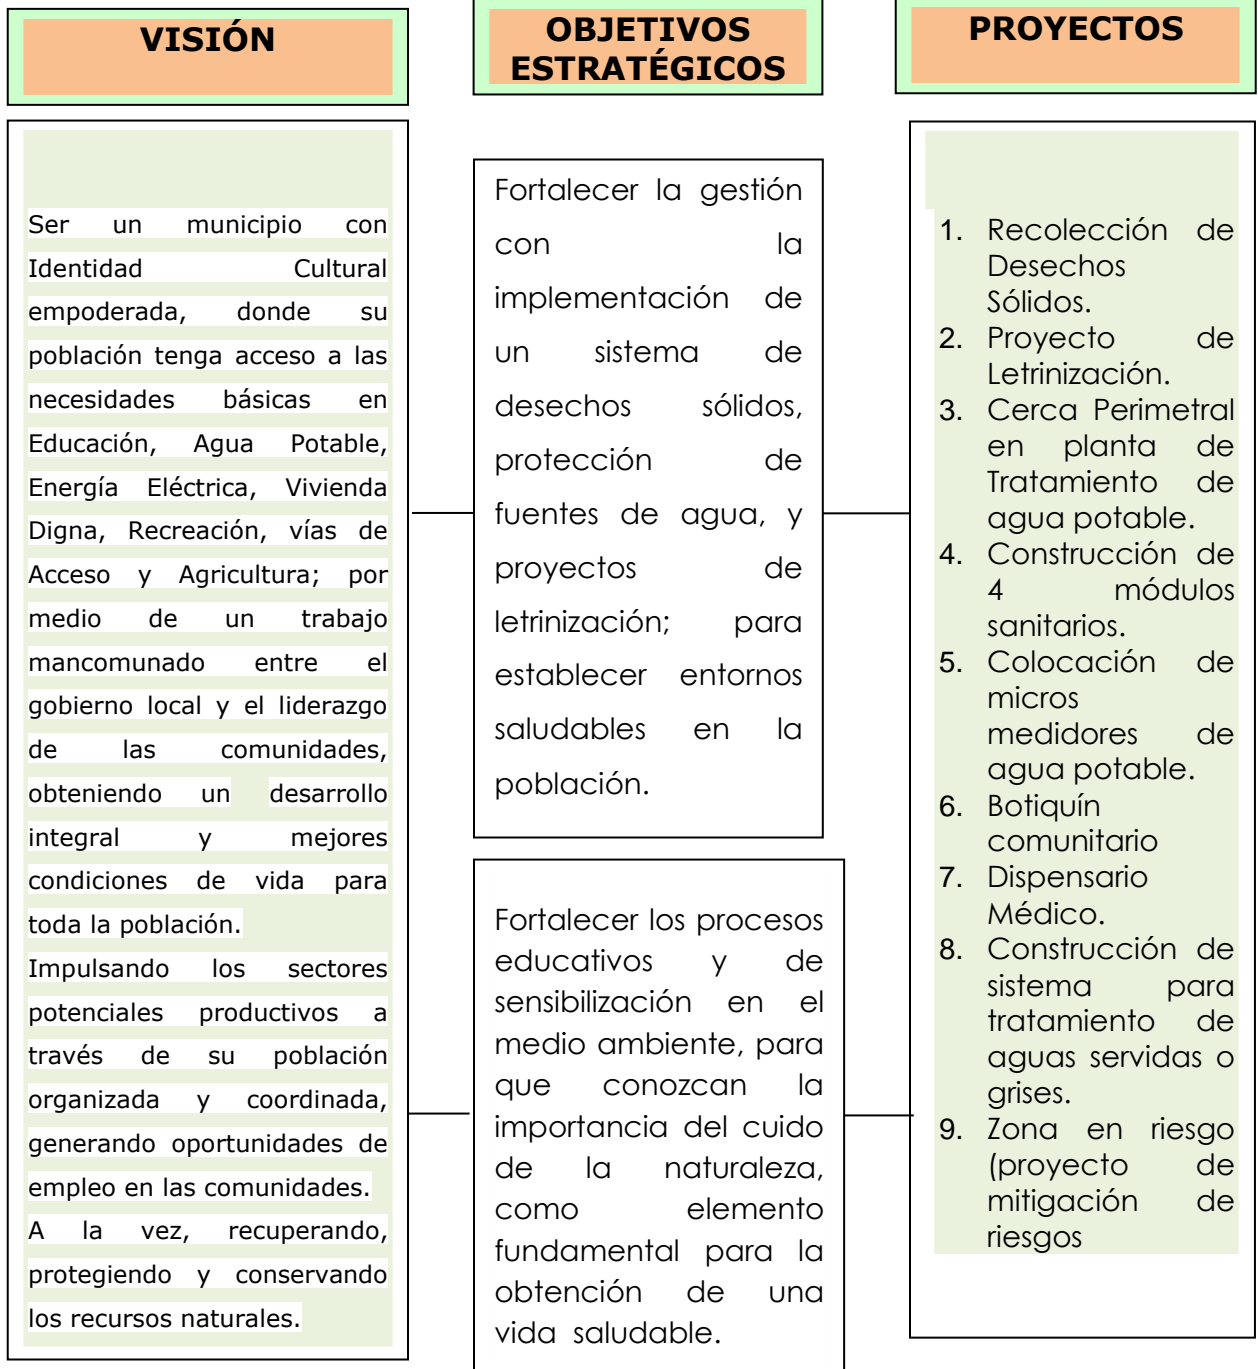 VISIÓN
OBJETIVOS
ESTRATÉGICOS
PROYECTOS
Ser un municipio con
Identidad Cultural
empoderada, donde su
población tenga acceso a las
necesidades básicas en
Educación, Agua Potable,
Energía Eléctrica, Vivienda
Digna, Recreación, vías de
Acceso y Agricultura; por
medio de un trabajo
mancomunado entre el
gobierno local y el liderazgo
de las comunidades,
obteniendo un desarrollo
integral y mejores
condiciones de vida para
toda la población.
Impulsando los sectores
potenciales productivos a
través de su población
organizada y coordinada,
generando oportunidades de
empleo en las comunidades.
A la vez, recuperando,
protegiendo y conservando
los recursos naturales.
Fortalecer la gestión
con la
implementación de
un sistema de
desechos sólidos,
protección de
fuentes de agua, y
proyectos de
letrinización; para
establecer entornos
saludables en la
población.
Fortalecer los procesos
educativos y de
sensibilización en el
medio ambiente, para
que conozcan la
importancia del cuido
de la naturaleza,
como elemento
fundamental para la
obtención de una
vida saludable.
1. Recolección de
Desechos
Sólidos.
2. Proyecto de
Letrinización.
3. Cerca Perimetral
en planta de
Tratamiento de
agua potable.
4. Construcción de
4 módulos
sanitarios.
5. Colocación de
micros
medidores de
agua potable.
6. Botiquín
comunitario
7. Dispensario
Médico.
8. Construcción de
sistema para
tratamiento de
aguas servidas o
grises.
9. Zona en riesgo
(proyecto de
mitigación de
riesgos